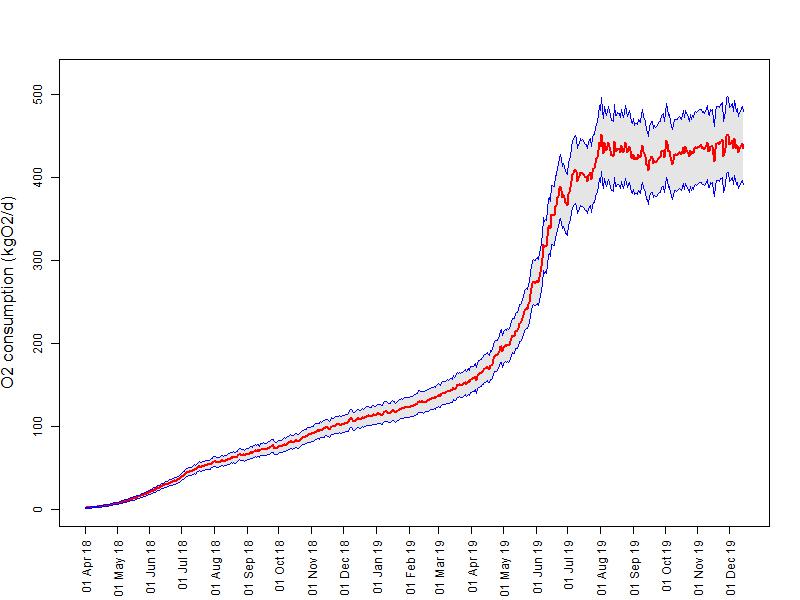 O2 consumption (kgO2/d)
500
400
300
200
100
0
01 Apr 18
01 May 18
01 Jun 18
01 Jul 18
01 Aug 18
01 Sep 18
01 Oct 18
01 Nov 18
01 Dec 18
01 Jan 19
01 Feb 19
01 Mar 19
01 Apr 19
01 May 19
01 Jun 19
01 Jul 19
01 Aug 19
01 Sep 19
01 Oct 19
01 Nov 19
01 Dec 19